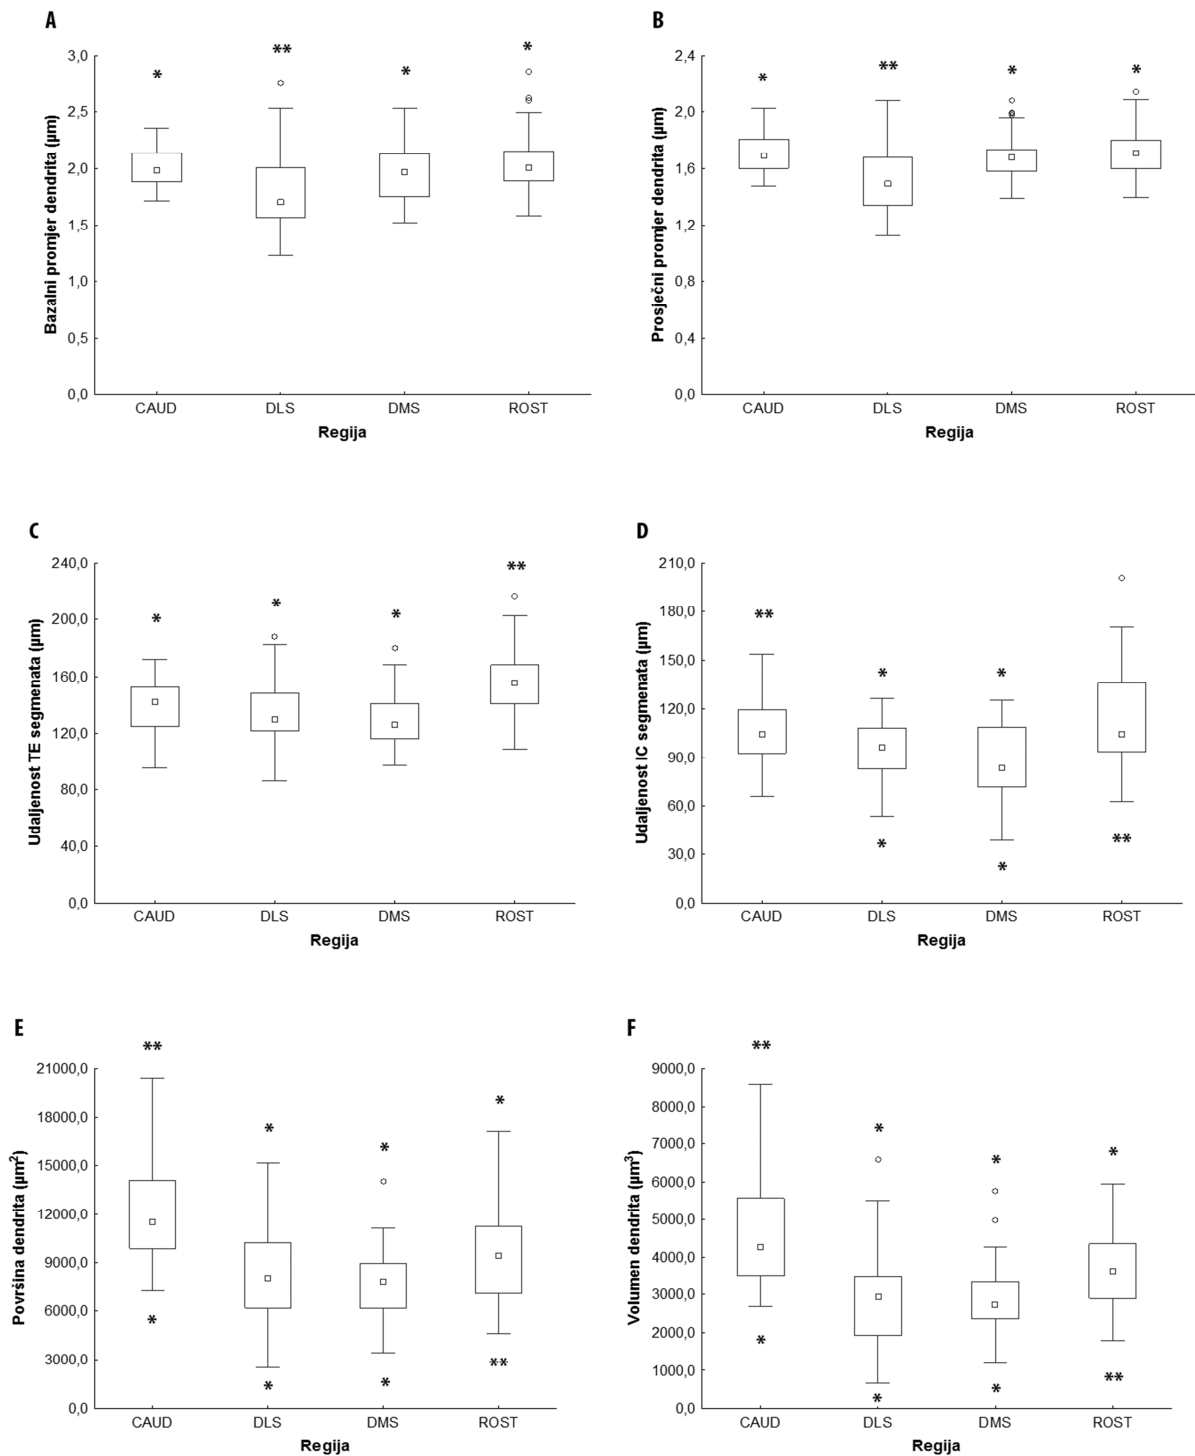 A
Bazalni promjer dendrita (µm)
3,0
2,5
2,0
1,5
1,0
0,5
0,0
* ** * *
CAUD DLS DMS ROST
Regija
B
Prosječni promjer dendrita (µm)
2,4
2,0
1,6
1,2
0,8
0,4
0,0
* ** * *
CAUD DLS DMS ROST
Regija
C
Udaljenost TE segmenata (µm)
240,0
200,0
160,0
120,0
80,0
40,0
0,0
* * * **
CAUD DLS DMS ROST
Regija
D
Udaljenost IC segmenata (µm)
210,0
180,0
150,0
120,0
90,0
60,0
30,0
0,0
** * *
* * **
CAUD DLS DMS ROST
Regija
E
Površina dendrita (µm²)
21000,0
18000,0
15000,0
12000,0
9000,0
6000,0
3000,0
0,0
** * * *
* * * **
CAUD DLS DMS ROST
Regija
F
Volumen dendrita (µm³)
9000,0
8000,0
7000,0
6000,0
5000,0
4000,0
3000,0
2000,0
1000,0
0,0
** * * *
* * * **
CAUD DLS DMS ROST
Regija